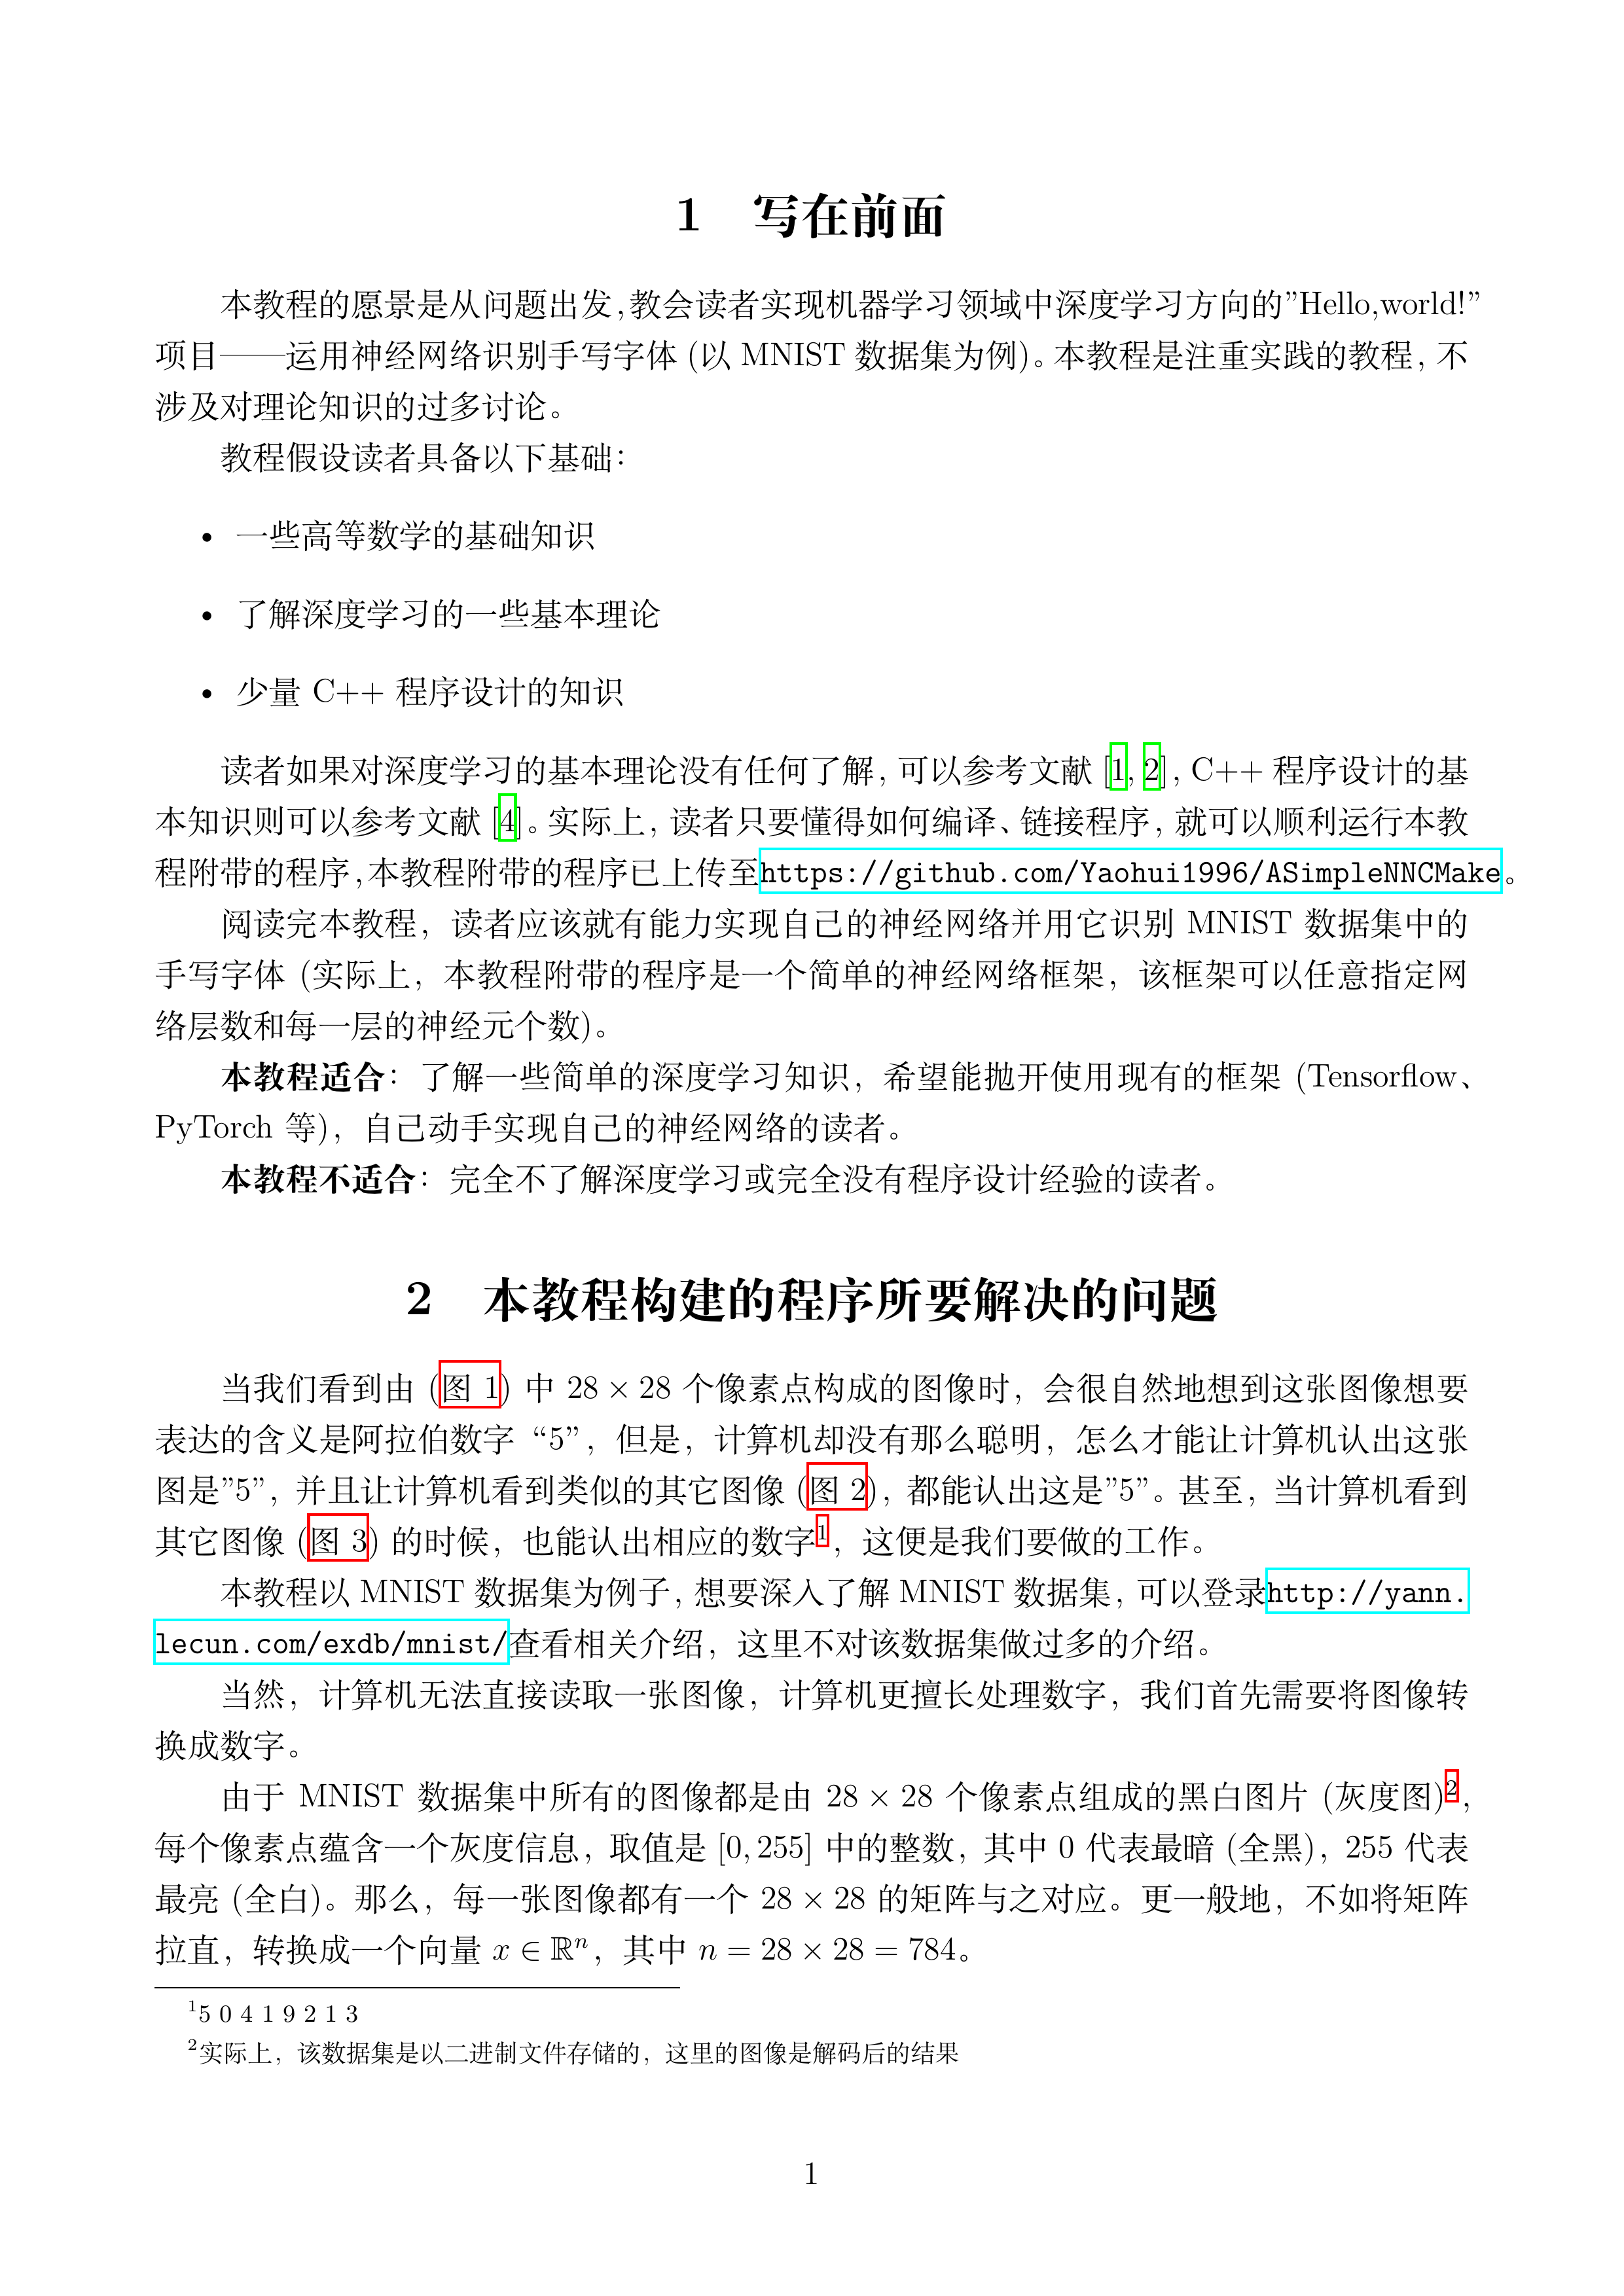 1 写在前面
本教程的愿景是从问题出发,教会读者实现机器学习领域中深度学习方向的”Hello,world!”
项目——运用神经网络识别手写字体 (以 MNIST 数据集为例)。本教程是注重实践的教程，不
涉及对理论知识的过多讨论。
教程假设读者具备以下基础：
• 一些高等数学的基础知识
• 了解深度学习的一些基本理论
• 少量 C++ 程序设计的知识
读者如果对深度学习的基本理论没有任何了解，可以参考文献 [1, 2]，C++ 程序设计的基
本知识则可以参考文献 [4]。实际上，读者只要懂得如何编译、链接程序，就可以顺利运行本教
程附带的程序,本教程附带的程序已上传至https://github.com/Yaohui1996/ASimpleNNCMake。
阅读完本教程，读者应该就有能力实现自己的神经网络并用它识别 MNIST 数据集中的
手写字体 (实际上，本教程附带的程序是一个简单的神经网络框架，该框架可以任意指定网
络层数和每一层的神经元个数)。
本教程适合：了解一些简单的深度学习知识，希望能抛开使用现有的框架 (Tensorflow、
PyTorch 等)，自己动手实现自己的神经网络的读者。
本教程不适合：完全不了解深度学习或完全没有程序设计经验的读者。
2 本教程构建的程序所要解决的问题
当我们看到由 (图 1) 中 28 × 28 个像素点构成的图像时，会很自然地想到这张图像想要
表达的含义是阿拉伯数字 “5”，但是，计算机却没有那么聪明，怎么才能让计算机认出这张
图是”5”，并且让计算机看到类似的其它图像 (图 2)，都能认出这是”5”。甚至，当计算机看到
其它图像 (图 3) 的时候，也能认出相应的数字¹，这便是我们要做的工作。
本教程以 MNIST 数据集为例子，想要深入了解 MNIST 数据集，可以登录http://yann.
lecun.com/exdb/mnist/查看相关介绍，这里不对该数据集做过多的介绍。
当然，计算机无法直接读取一张图像，计算机更擅长处理数字，我们首先需要将图像转
换成数字。
由于 MNIST 数据集中所有的图像都是由 28 × 28 个像素点组成的黑白图片 (灰度图)²，
每个像素点蕴含一个灰度信息，取值是 [0, 255] 中的整数，其中 0 代表最暗 (全黑)，255 代表
最亮 (全白)。那么，每一张图像都有一个 28 × 28 的矩阵与之对应。更一般地，不如将矩阵
拉直，转换成一个向量 x ∈ ℝⁿ，其中 n = 28 × 28 = 784。
¹5 0 4 1 9 2 1 3
²实际上，该数据集是以二进制文件存储的，这里的图像是解码后的结果
1